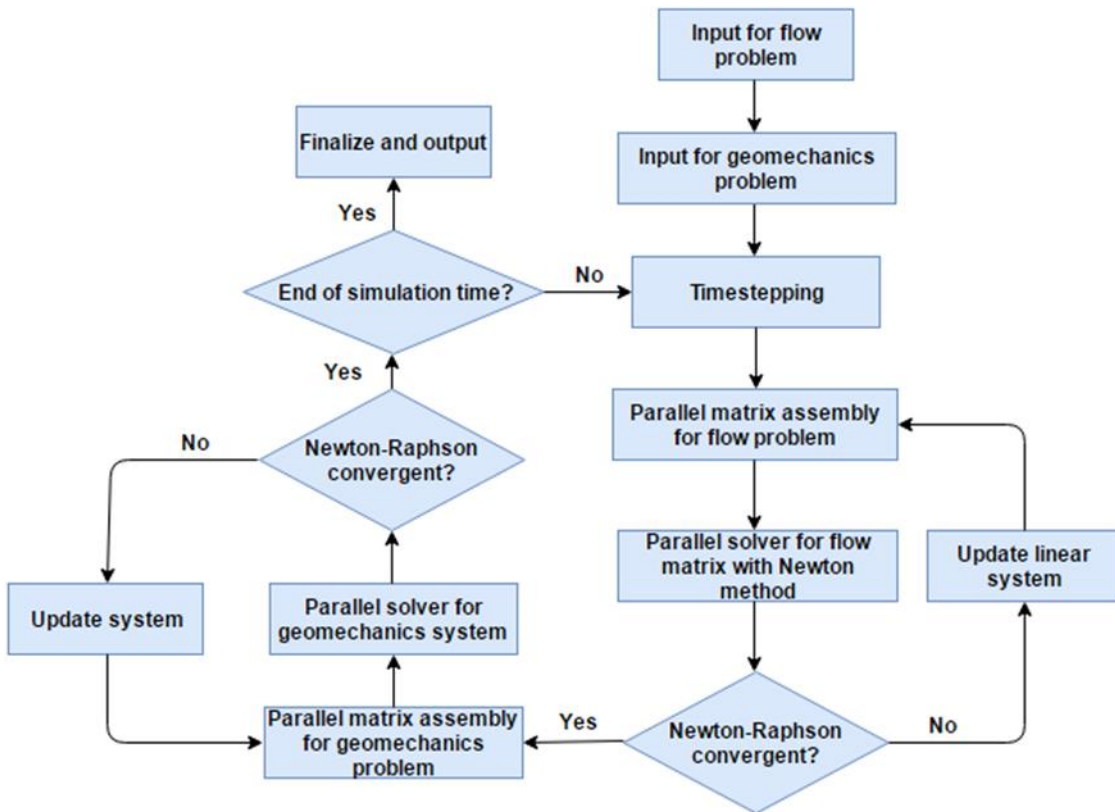 Input for flow
problem
Input for geomechanics
problem
Timestepping
Parallel matrix assembly
for flow problem
Parallel solver for flow
matrix with Newton
method
Update linear
system
Newton-Raphson
convergent?
No
Yes
Parallel matrix assembly
for geomechanics
problem
Parallel solver for
geomechanics system
Newton-Raphson
convergent?
No
Update system
Yes
End of simulation time?
No
Yes
Finalize and output